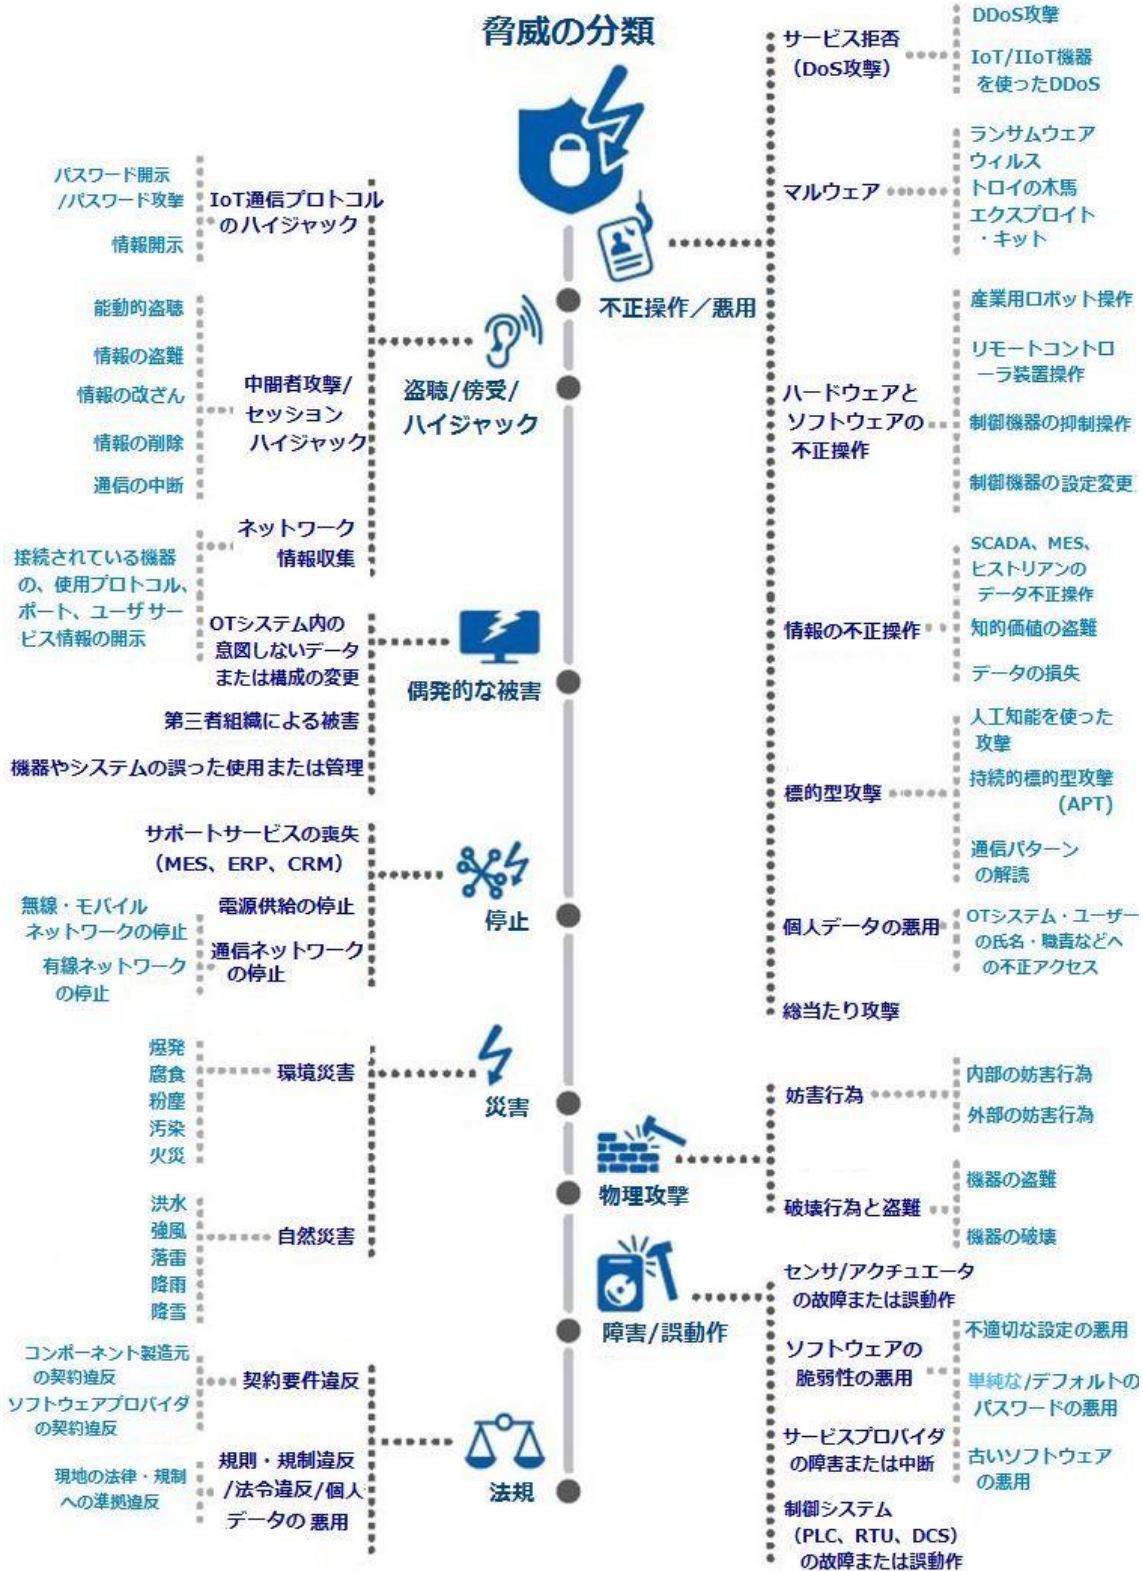 脅威の分類
不正操作／悪用
サービス拒否
（DoS攻撃）
DDoS攻撃
IoT/IIoT機器
を使ったDDoS
マルウェア
ランサムウェア
ウィルス
トロイの木馬
エクスプロイト
・キット
ハードウェアと
ソフトウェアの
不正操作
産業用ロボット操作
リモートコントロ
ーラ装置操作
制御機器の抑制操作
制御機器の設定変更
情報の不正操作
SCADA、MES、
ヒストリアンの
データ不正操作
知的価値の盗難
データの損失
標的型攻撃
人工知能を使った
攻撃
持続的標的型攻撃
(APT)
通信パターン
の解読
個人データの悪用
OTシステム・ユーザー
の氏名・職責などへ
の不正アクセス
総当たり攻撃
盗聴/傍受/
ハイジャック
IoT通信プロトコル
のハイジャック
パスワード開示
/パスワード攻撃
情報開示
中間者攻撃/
セッション
ハイジャック
能動的盗聴
情報の盗難
情報の改ざん
情報の削除
通信の中断
ネットワーク
情報収集
接続されている機器
の、使用プロトコル、
ポート、ユーザサー
ビス情報の開示
偶発的な被害
OTシステム内の
意図しないデータ
または構成の変更
第三者組織による被害
機器やシステムの誤った使用または管理
停止
サポートサービスの喪失
（MES、ERP、CRM）
電源供給の停止
通信ネットワーク
の停止
無線・モバイル
ネットワークの停止
有線ネットワーク
の停止
災害
環境災害
爆発
腐食
粉塵
汚染
火災
自然災害
洪水
強風
落雷
降雨
降雪
物理攻撃
妨害行為
内部の妨害行為
外部の妨害行為
破壊行為と盗難
機器の盗難
機器の破壊
障害/誤動作
センサ/アクチュエータ
の故障または誤動作
ソフトウェアの
脆弱性の悪用
不適切な設定の悪用
単純な/デフォルトの
パスワードの悪用
古いソフトウェア
の悪用
サービスプロバイダ
の障害または中断
制御システム
（PLC、RTU、DCS）
の故障または誤動作
法規
契約要件違反
コンポーネント製造元
の契約違反
ソフトウェアプロバイダ
の契約違反
規則・規制違反
/法令違反/個人
データの 悪用
現地の法律・規制
への準拠違反